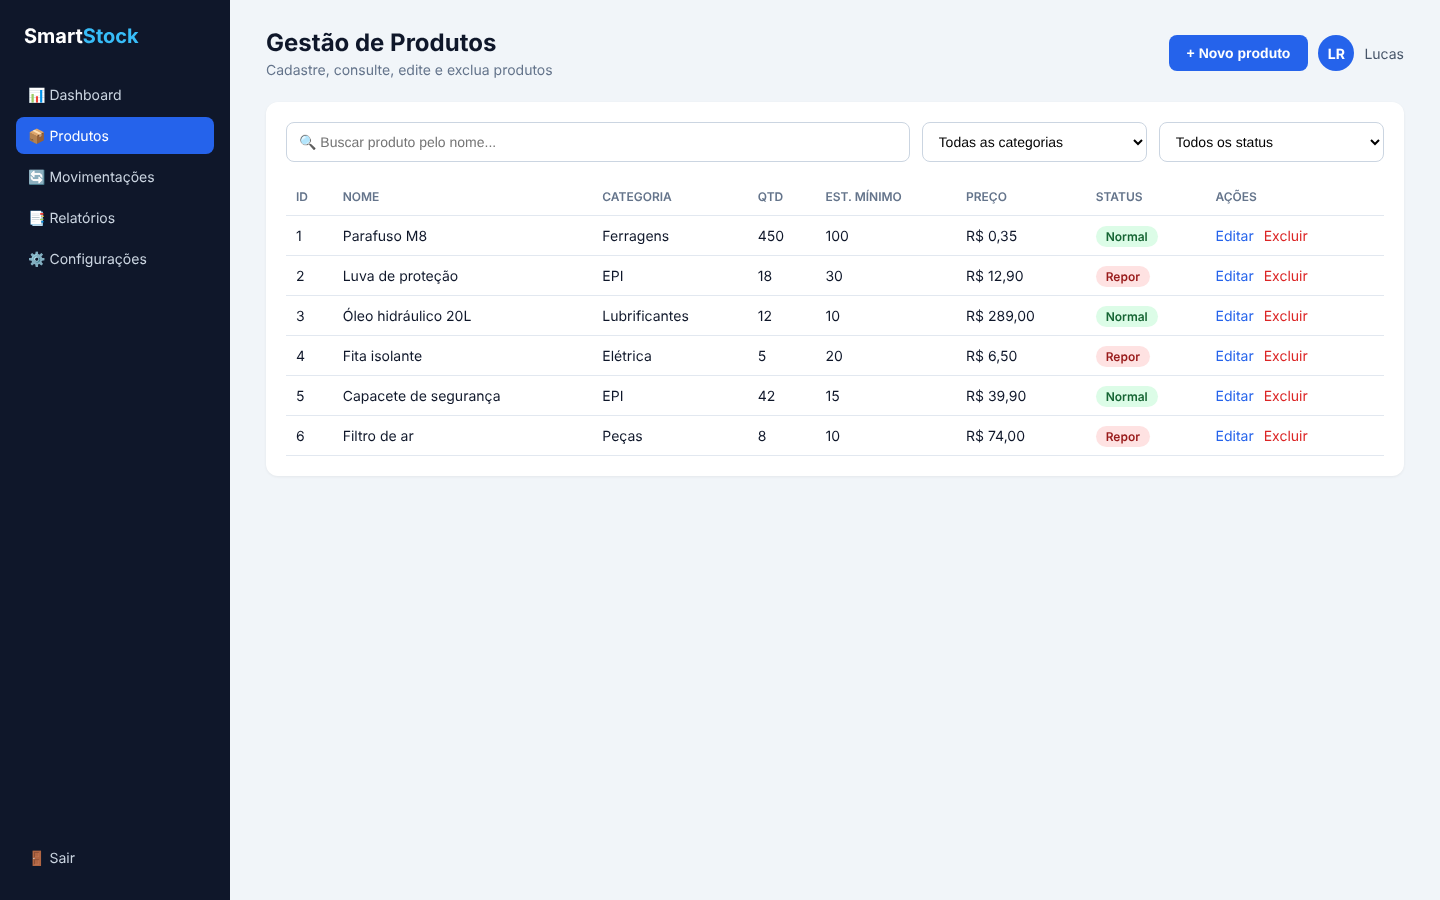 SmartStock
📊 Dashboard
📦 Produtos
🔄 Movimentações
📑 Relatórios
⚙️ Configurações
🚪 Sair
Gestão de Produtos
Cadastre, consulte, edite e exclua produtos
+ Novo produto
LR
Lucas
🔍 Buscar produto pelo nome...
Todas as categorias
Todos os status
ID NOME CATEGORIA QTD EST. MÍNIMO PREÇO STATUS AÇÕES
1 Parafuso M8 Ferragens 450 100 R$ 0,35 Normal Editar Excluir
2 Luva de proteção EPI 18 30 R$ 12,90 Repor Editar Excluir
3 Óleo hidráulico 20L Lubrificantes 12 10 R$ 289,00 Normal Editar Excluir
4 Fita isolante Elétrica 5 20 R$ 6,50 Repor Editar Excluir
5 Capacete de segurança EPI 42 15 R$ 39,90 Normal Editar Excluir
6 Filtro de ar Peças 8 10 R$ 74,00 Repor Editar Excluir